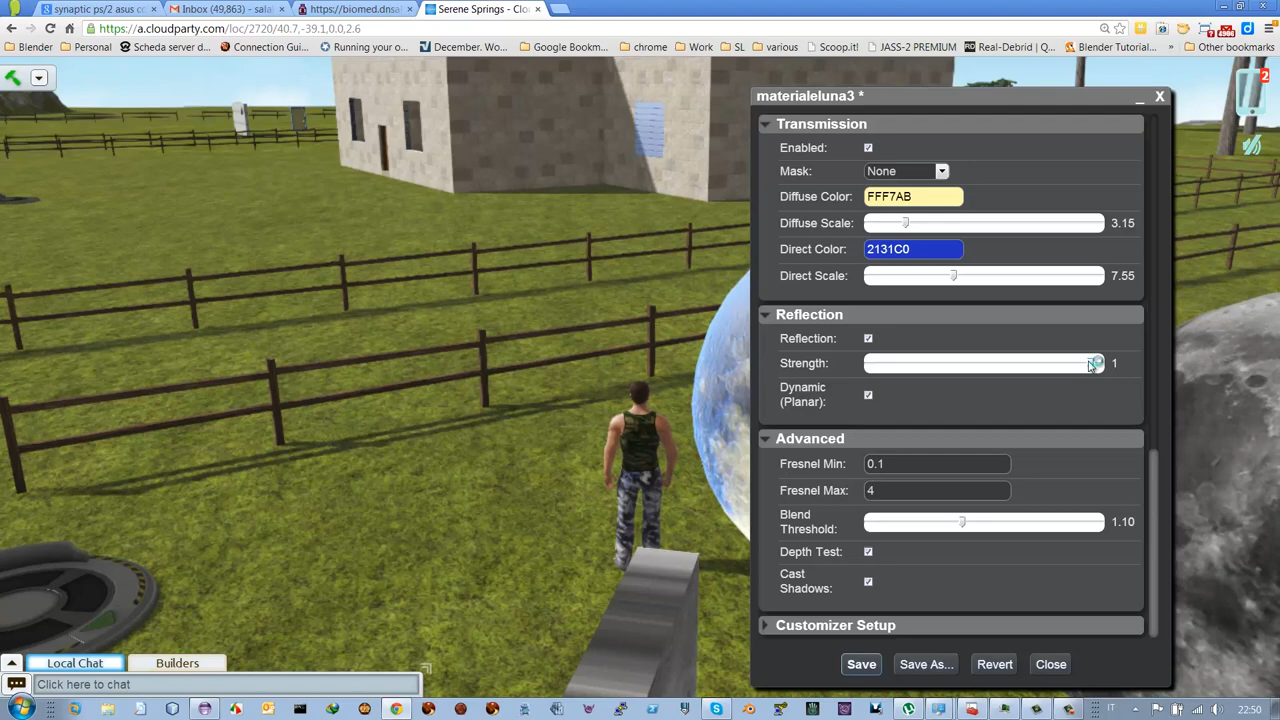 synaptic ps/2 asus co
Inbox (49,863) - sala
https://biomed.dnsal
Serene Springs - Clo
https://a.cloudparty.com/loc/2720/40.7,-39.1,0,0,2.6
Blender
Personal
Scheda server d...
Connection Gui...
Running your o...
December. Wo...
Google Bookm...
chrome
Work
SL
various
Scoop.it!
JASS-2 PREMIUM
Real-Debrid | Q...
Blender Tutorial...
Other bookmarks
2
materialeluna3 *
_ X
Transmission
Enabled:
Mask: None
Diffuse Color: FFF7AB
Diffuse Scale: 3.15
Direct Color: 2131C0
Direct Scale: 7.55
Reflection
Reflection:
Strength: 1
Dynamic
(Planar):
Advanced
Fresnel Min: 0.1
Fresnel Max: 4
Blend
Threshold: 1.10
Depth Test:
Cast
Shadows:
Customizer Setup
Save Save As... Revert Close
Local Chat Builders
Click here to chat
IT 22:50